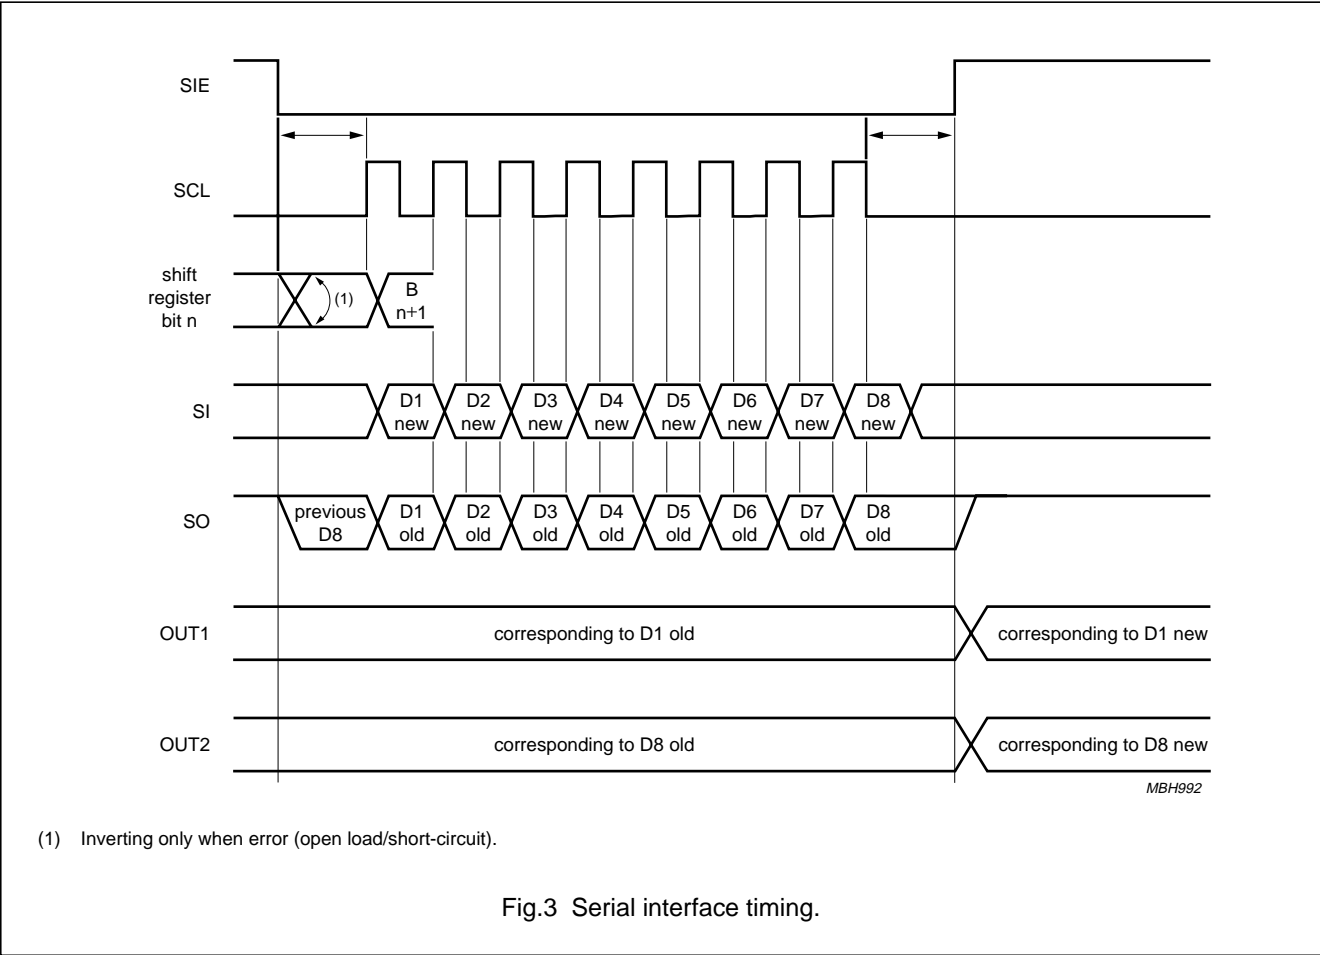 SIE
SCL
shift
register
bit n
(1)
B
n+1
SI
D1 D2 D3 D4 D5 D6 D7 D8
new new new new new new new new
SO
previous D1 D2 D3 D4 D5 D6 D7 D8
D8 old old old old old old old old
OUT1
corresponding to D1 old
corresponding to D1 new
OUT2
corresponding to D8 old
corresponding to D8 new
MBH992
(1) Inverting only when error (open load/short-circuit).
Fig.3 Serial interface timing.